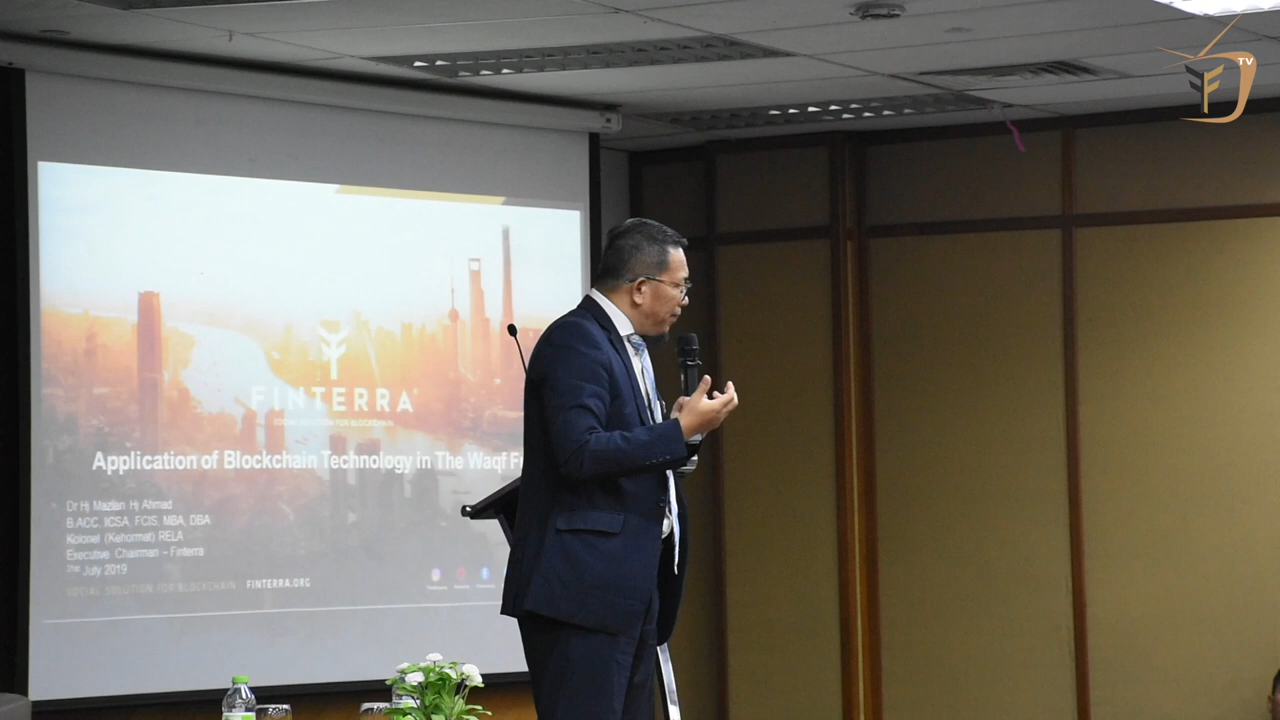 TV
FINTERRA
SOCIAL SOLUTION FOR BLOCKCHAIN
Application of Blockchain Technology in The Waqf
Dr Hj Mazlan Hj Ahmad
B.ACC, IICSA, FCIS, MBA, DBA
Kolonel (Kehormat) RELA
Executive Chairman – Finterra
July 2019
SOCIAL SOLUTION FOR BLOCKCHAIN FINTERRA.ORG